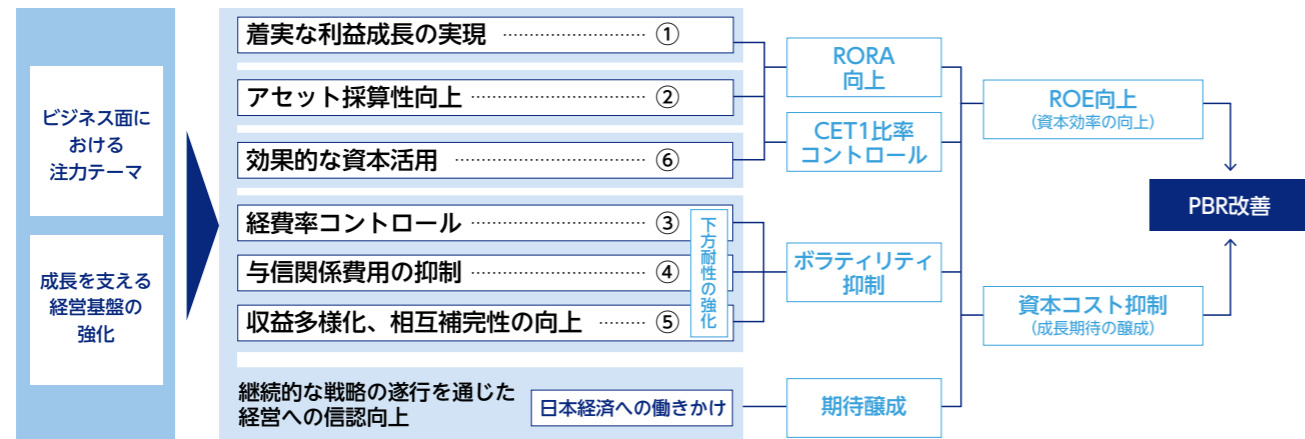 ビジネス面に
おける
注力テーマ
成長を支える
経営基盤の
強化
着実な利益成長の実現 ························ ①
アセット採算性向上 ····························· ②
効果的な資本活用 ································ ⑥
経費率コントロール ····························· ③
与信関係費用の抑制 ····························· ④
収益多様化、相互補完性の向上 ········ ⑤
下方耐性の強化
継続的な戦略の遂行を通じた
経営への信認向上
日本経済への働きかけ
RORA
向上
CET1比率
コントロール
ボラティリティ
抑制
期待醸成
ROE向上
(資本効率の向上)
資本コスト抑制
(成長期待の醸成)
PBR改善